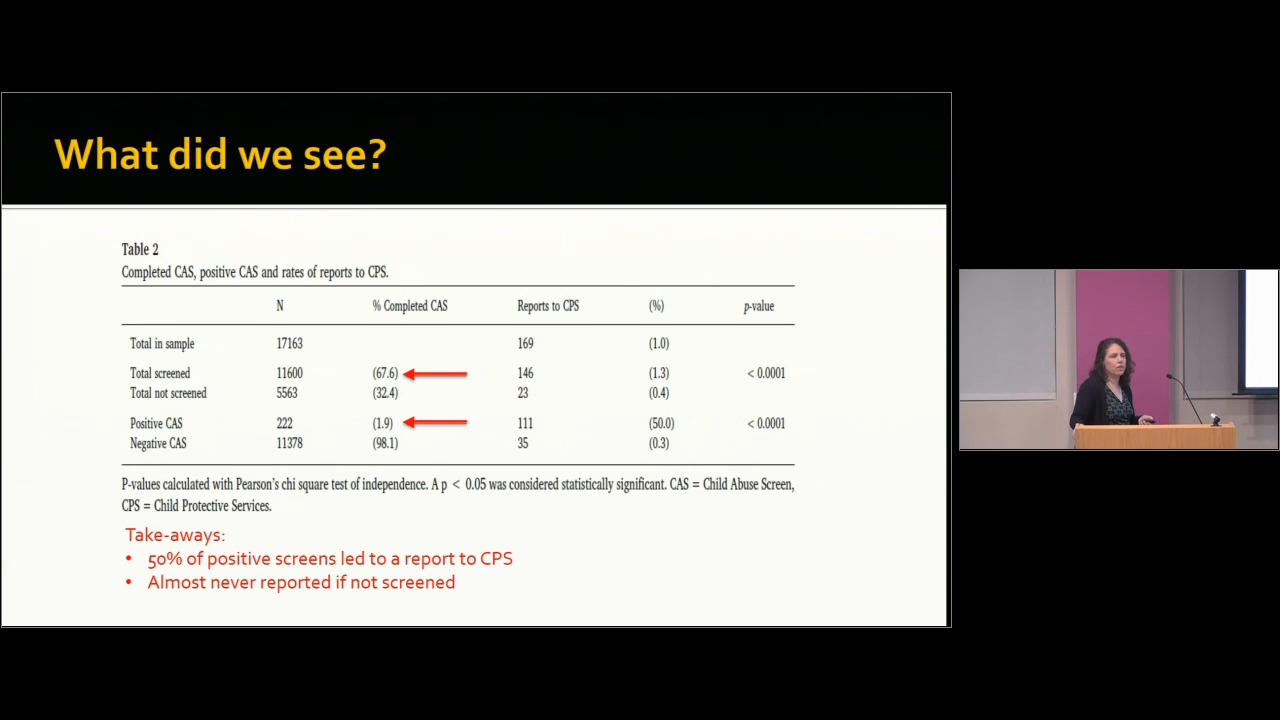 What did we see?
Table 2
Completed CAS, positive CAS and rates of reports to CPS.
N % Completed CAS Reports to CPS (%) p-value
Total in sample 17163 169 (1.0)
Total screened 11600 (67.6) 146 (1.3) < 0.0001
Total not screened 5563 (32.4) 23 (0.4)
Positive CAS 222 (1.9) 111 (50.0) < 0.0001
Negative CAS 11378 (98.1) 35 (0.3)
P-values calculated with Pearson's chi square test of independence. A p < 0.05 was considered statistically significant. CAS = Child Abuse Screen,
CPS = Child Protective Services.
Take-aways:
• 50% of positive screens led to a report to CPS
• Almost never reported if not screened